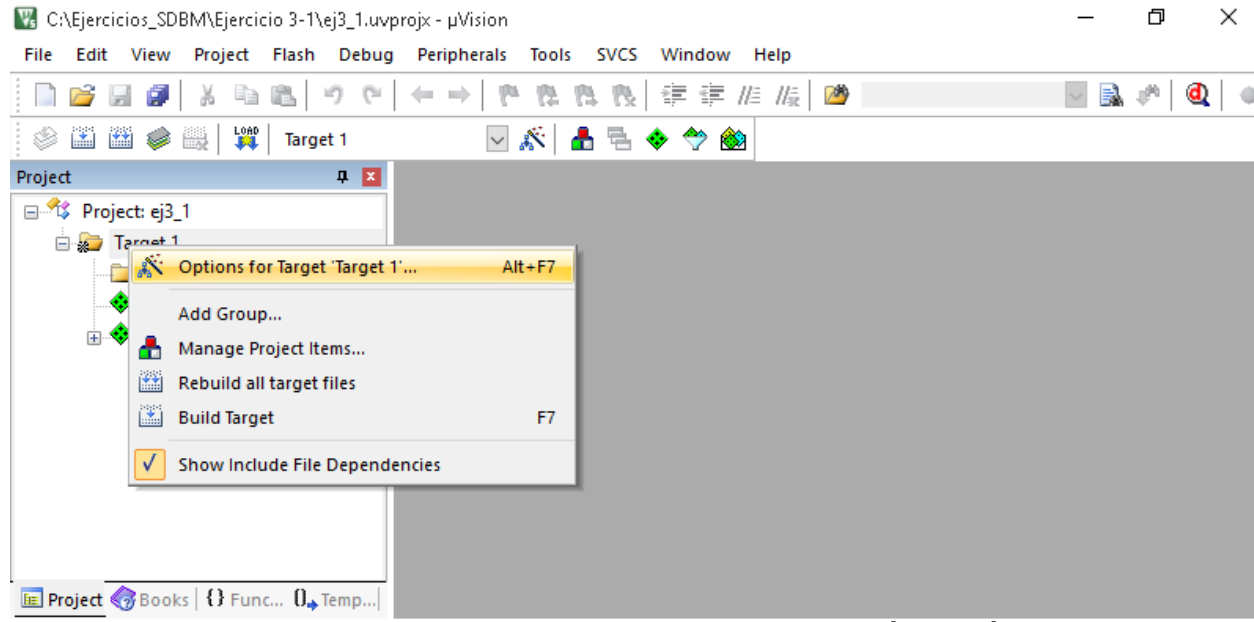 C:\Ejercicios_SDBM\Ejercicio 3-1\ej3_1.uvprojx - µVision
File Edit View Project Flash Debug Peripherals Tools SVCS Window Help
LOAD Target 1
Project
Project: ej3_1
Target 1
Options for Target 'Target 1'... Alt+F7
Add Group...
Manage Project Items...
Rebuild all target files
Build Target F7
Show Include File Dependencies
Project Books {} Func... 0 Temp...